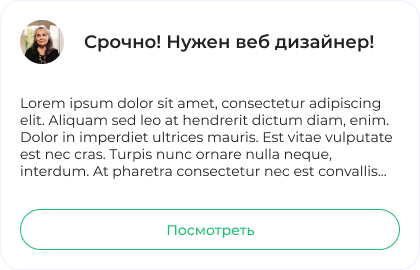 Срочно! Нужен веб дизайнер!
Lorem ipsum dolor sit amet, consectetur adipiscing
elit. Aliquam sed leo at hendrerit dictum diam, enim.
Dolor in imperdiet ultrices mauris. Est vitae vulputate
est nec cras. Turpis nunc ornare nulla neque,
interdum. At pharetra consectetur nec est convallis...
Посмотреть